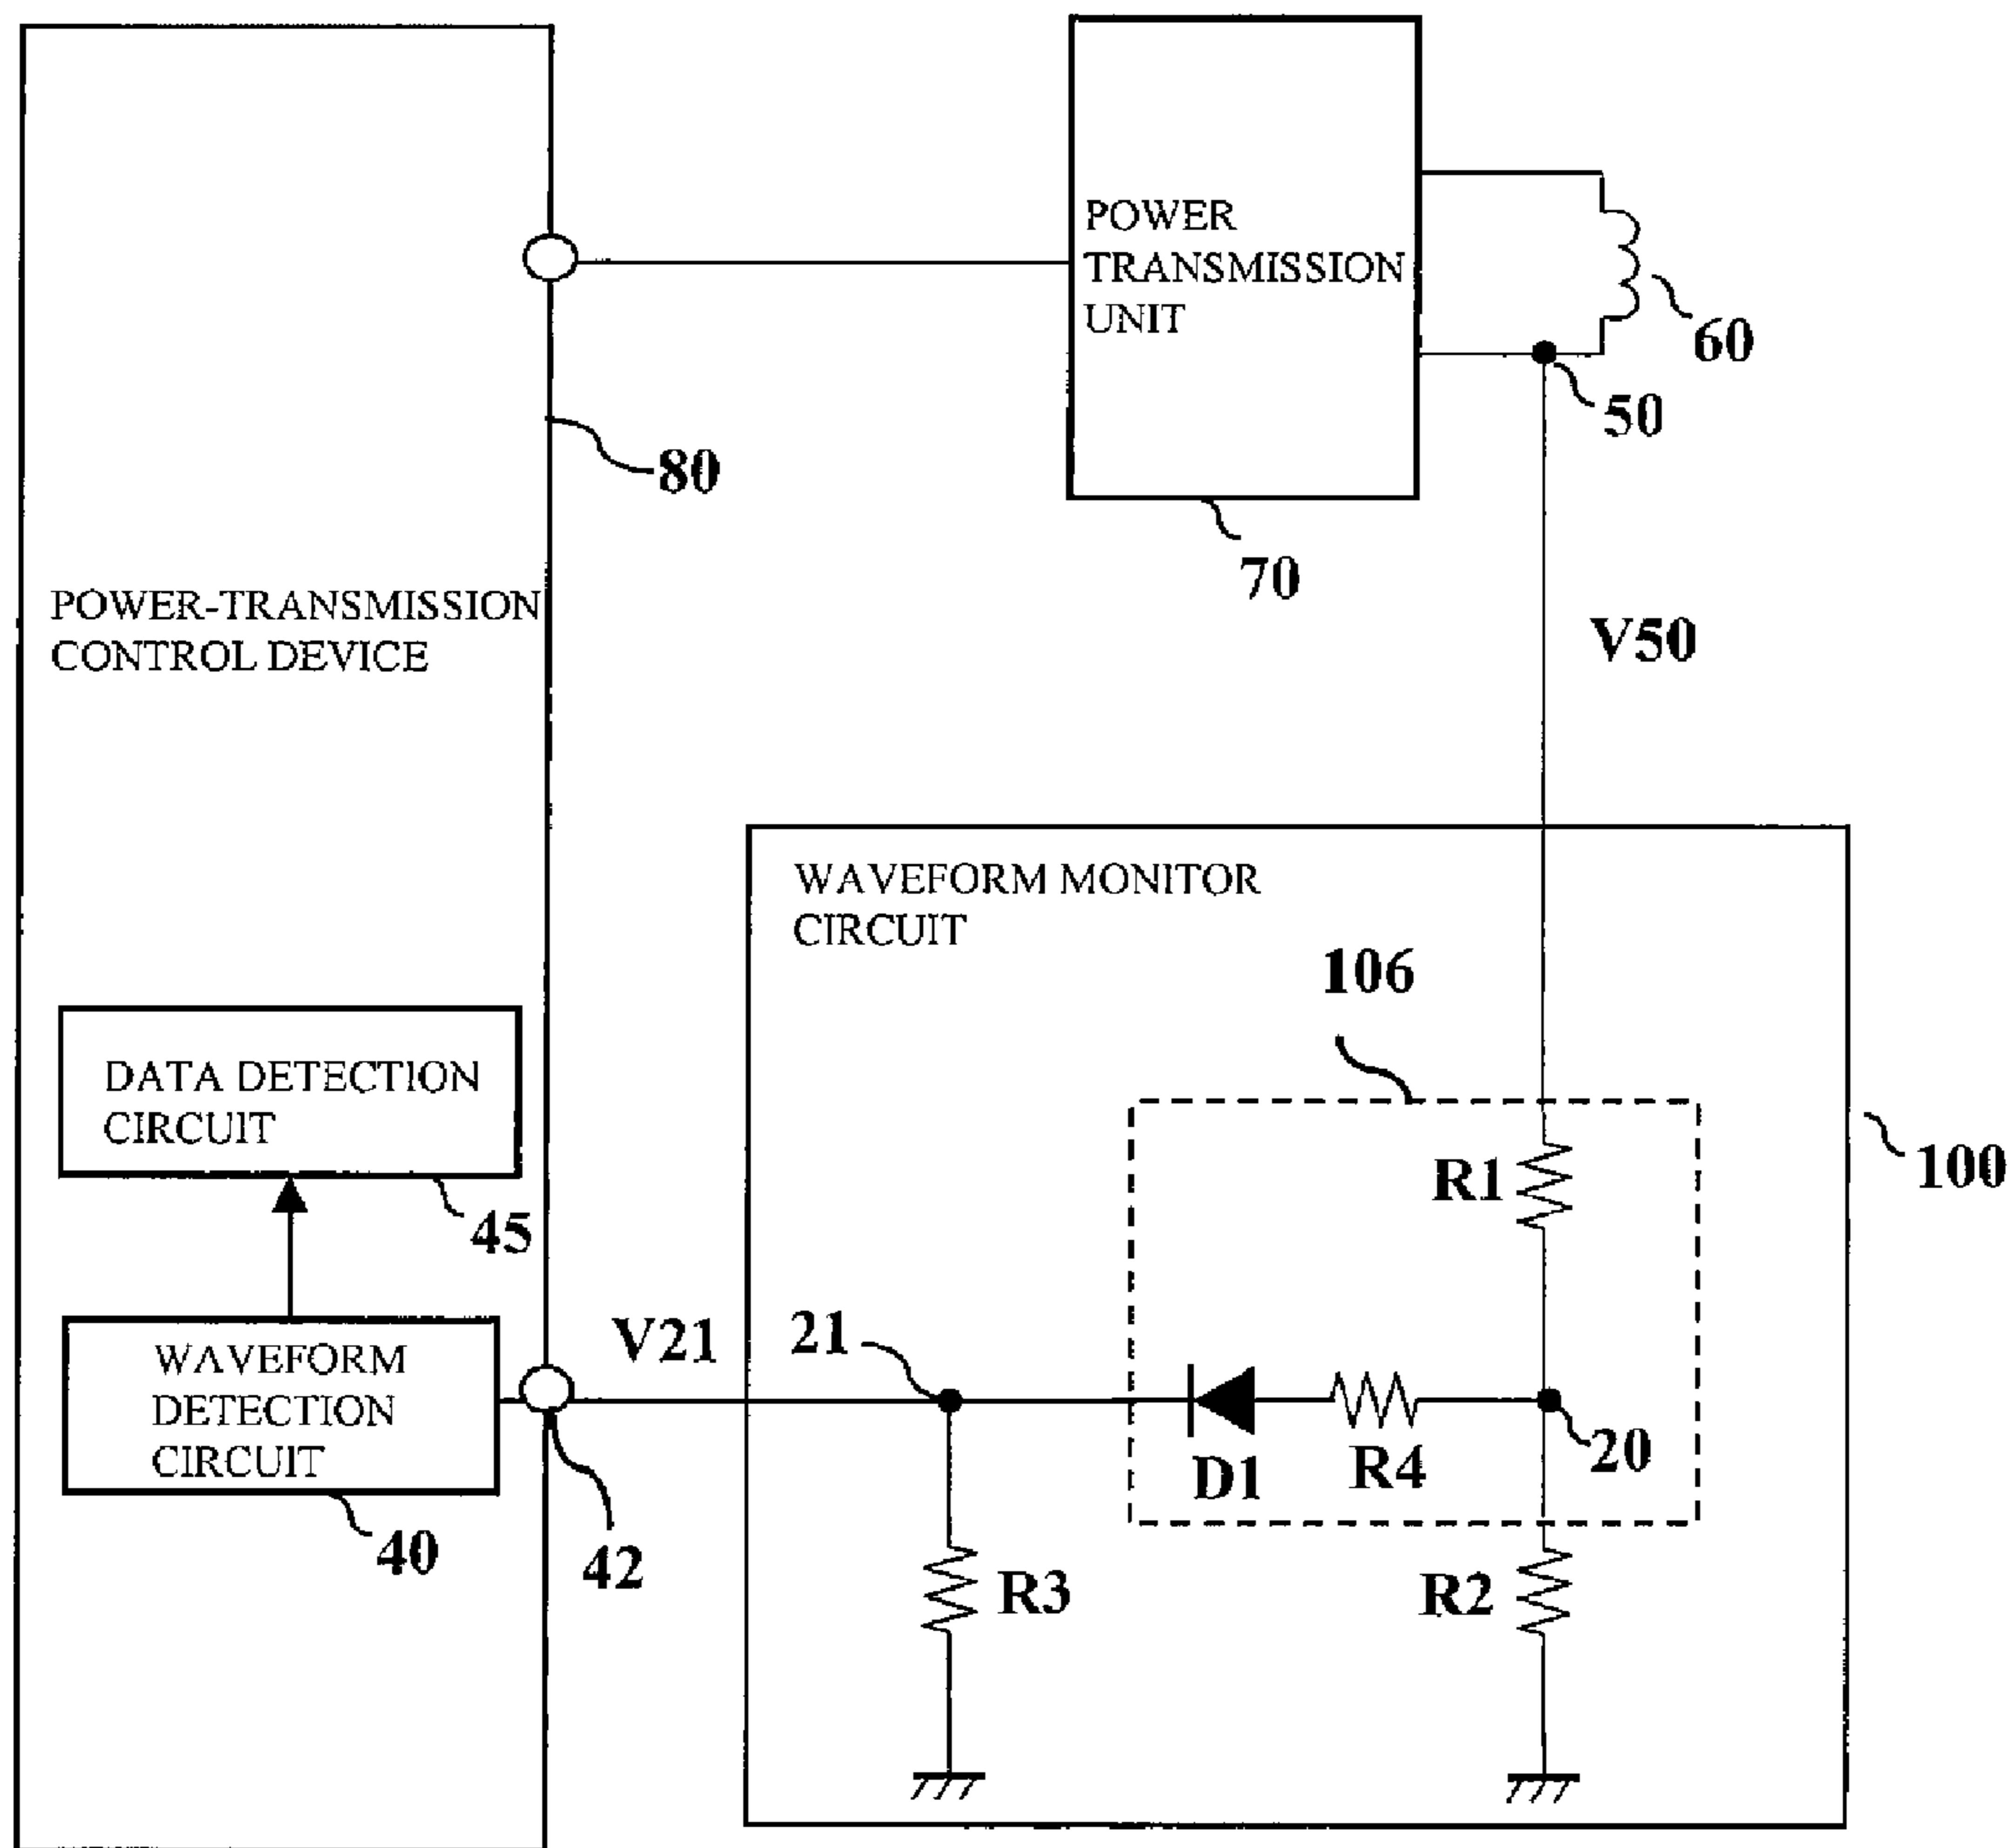 POWER
TRANSMISSION
UNIT
60
50
80
70
POWER-TRANSMISSION
CONTROL DEVICE
V50
WAVEFORM MONITOR
CIRCUIT
106
DATA DETECTION
CIRCUIT
R1
100
45
V21
21
WAVEFORM
DETECTION
CIRCUIT
D1
R4
20
40
42
R3
R2